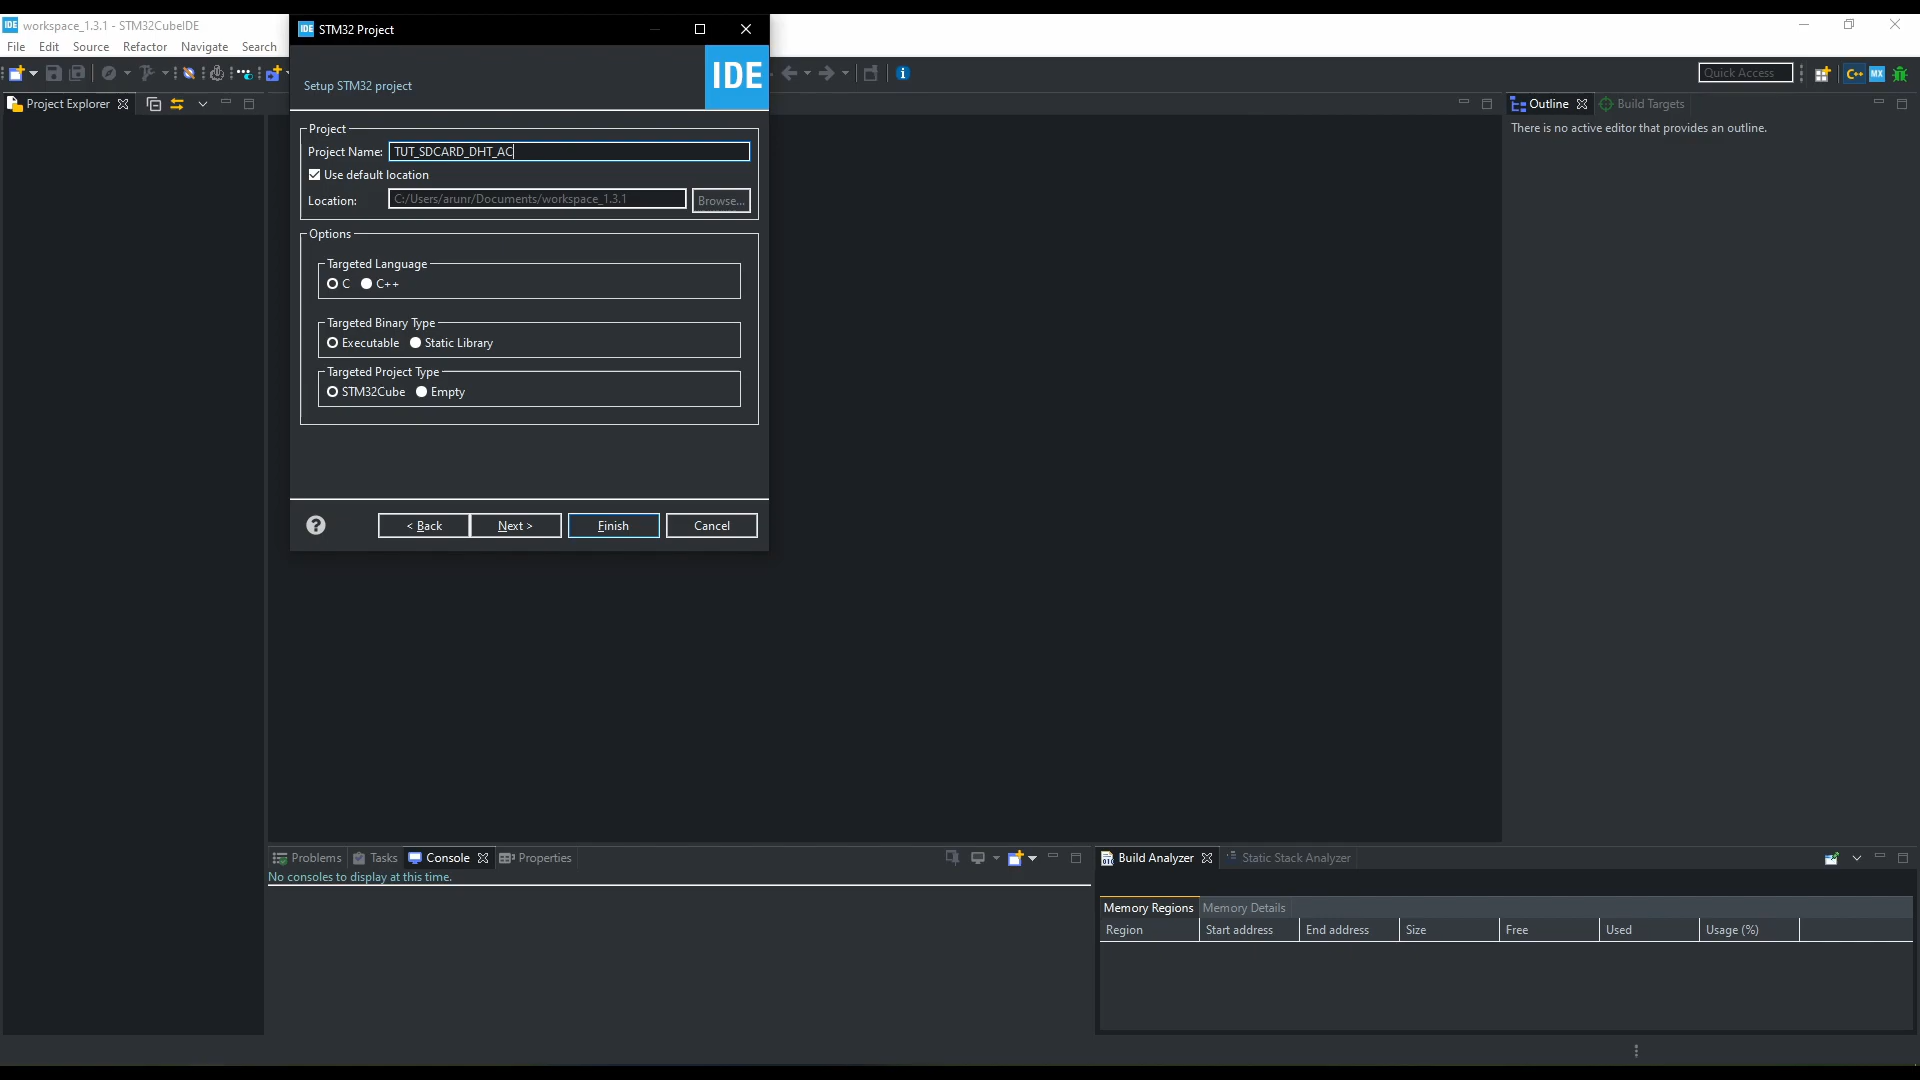 IDE workspace_1.3.1 - STM32CubeIDE
File Edit Source Refactor Navigate Search
IDE STM32 Project
Setup STM32 project
IDE
Quick Access
C++ MX
Project Explorer
Outline Build Targets
There is no active editor that provides an outline.
Project
Project Name: TUT_SDCARD_DHT_AC
Use default location
Location: C:/Users/arunr/Documents/workspace_1.3.1 Browse...
Options
Targeted Language
C C++
Targeted Binary Type
Executable Static Library
Targeted Project Type
STM32Cube Empty
? < Back Next > Finish Cancel
Problems Tasks Console Properties
No consoles to display at this time.
Build Analyzer Static Stack Analyzer
Memory Regions Memory Details
Region Start address End address Size Free Used Usage (%)